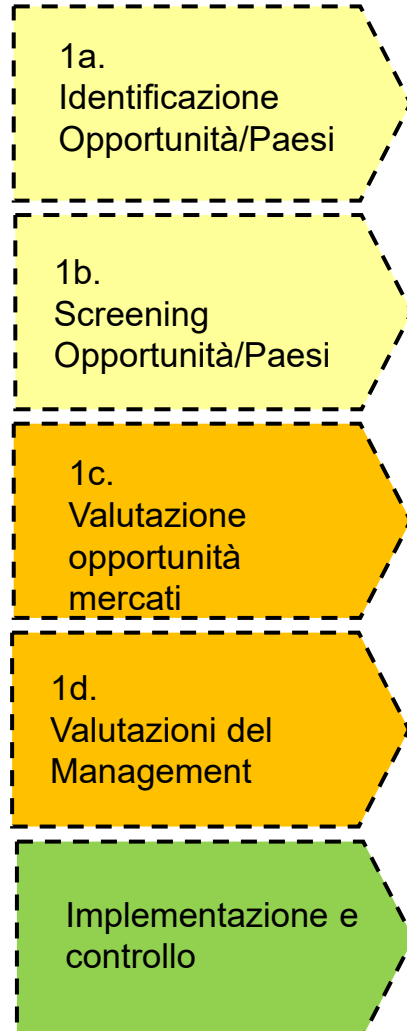 1a.
Identificazione
Opportunità/Paesi
1b.
Screening
Opportunità/Paesi
1c.
Valutazione
opportunità
mercati
1d.
Valutazioni del
Management
Implementazione e
controllo